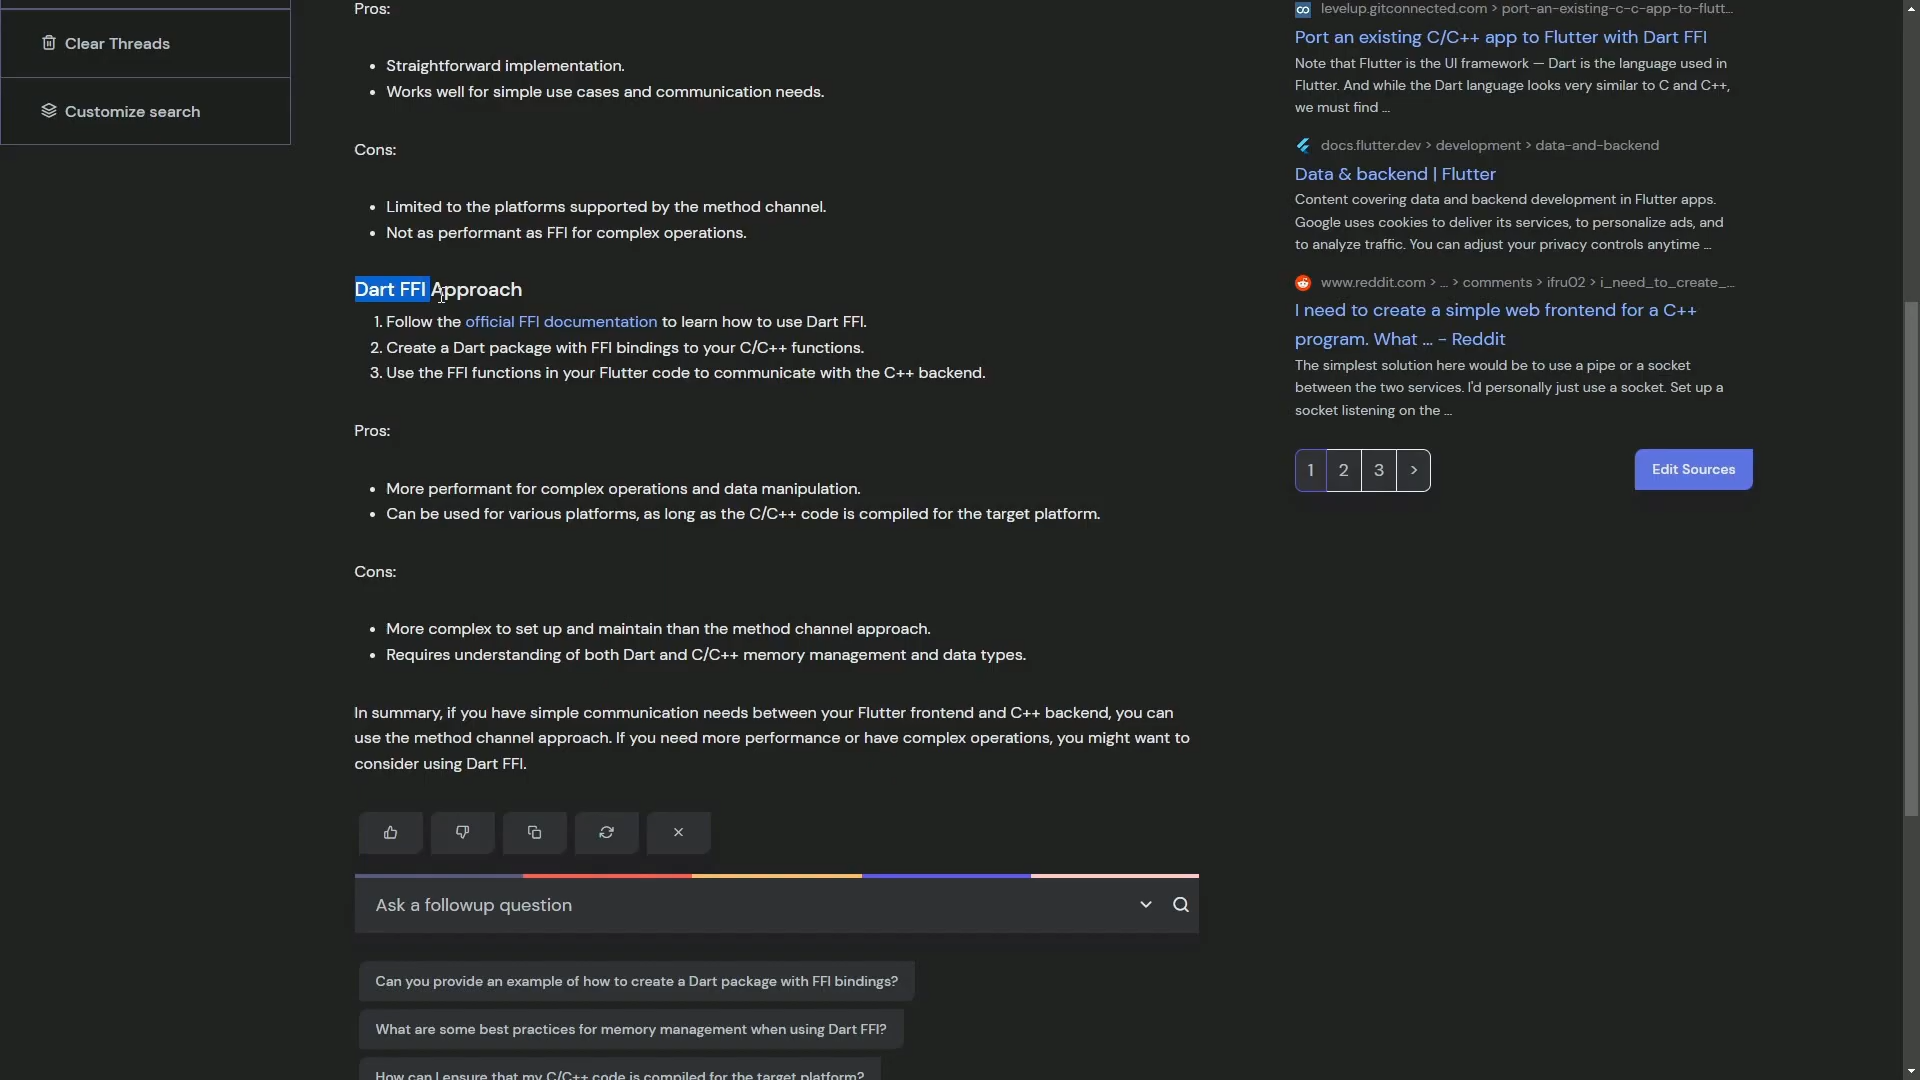 Clear Threads
Customize search
Pros:
Straightforward implementation.
Works well for simple use cases and communication needs.
Cons:
Limited to the platforms supported by the method channel.
Not as performant as FFI for complex operations.
Dart FFI Approach
1. Follow the official FFI documentation to learn how to use Dart FFI.
2. Create a Dart package with FFI bindings to your C/C++ functions.
3. Use the FFI functions in your Flutter code to communicate with the C++ backend.
Pros:
More performant for complex operations and data manipulation.
Can be used for various platforms, as long as the C/C++ code is compiled for the target platform.
Cons:
More complex to set up and maintain than the method channel approach.
Requires understanding of both Dart and C/C++ memory management and data types.
In summary, if you have simple communication needs between your Flutter frontend and C++ backend, you can
use the method channel approach. If you need more performance or have complex operations, you might want to
consider using Dart FFI.
Ask a followup question
Can you provide an example of how to create a Dart package with FFI bindings?
What are some best practices for memory management when using Dart FFI?
How can I ensure that my C/C++ code is compiled for the target platform?
levelup.gitconnected.com > port-an-existing-c-c-app-to-flutt...
Port an existing C/C++ app to Flutter with Dart FFI
Note that Flutter is the UI framework — Dart is the language used in
Flutter. And while the Dart language looks very similar to C and C++,
we must find ...
docs.flutter.dev > development > data-and-backend
Data & backend | Flutter
Content covering data and backend development in Flutter apps.
Google uses cookies to deliver its services, to personalize ads, and
to analyze traffic. You can adjust your privacy controls anytime ...
www.reddit.com > ... > comments > ifru02 > i_need_to_create_...
I need to create a simple web frontend for a C++
program. What ... - Reddit
The simplest solution here would be to use a pipe or a socket
between the two services. I'd personally just use a socket. Set up a
socket listening on the ...
1 2 3 >
Edit Sources